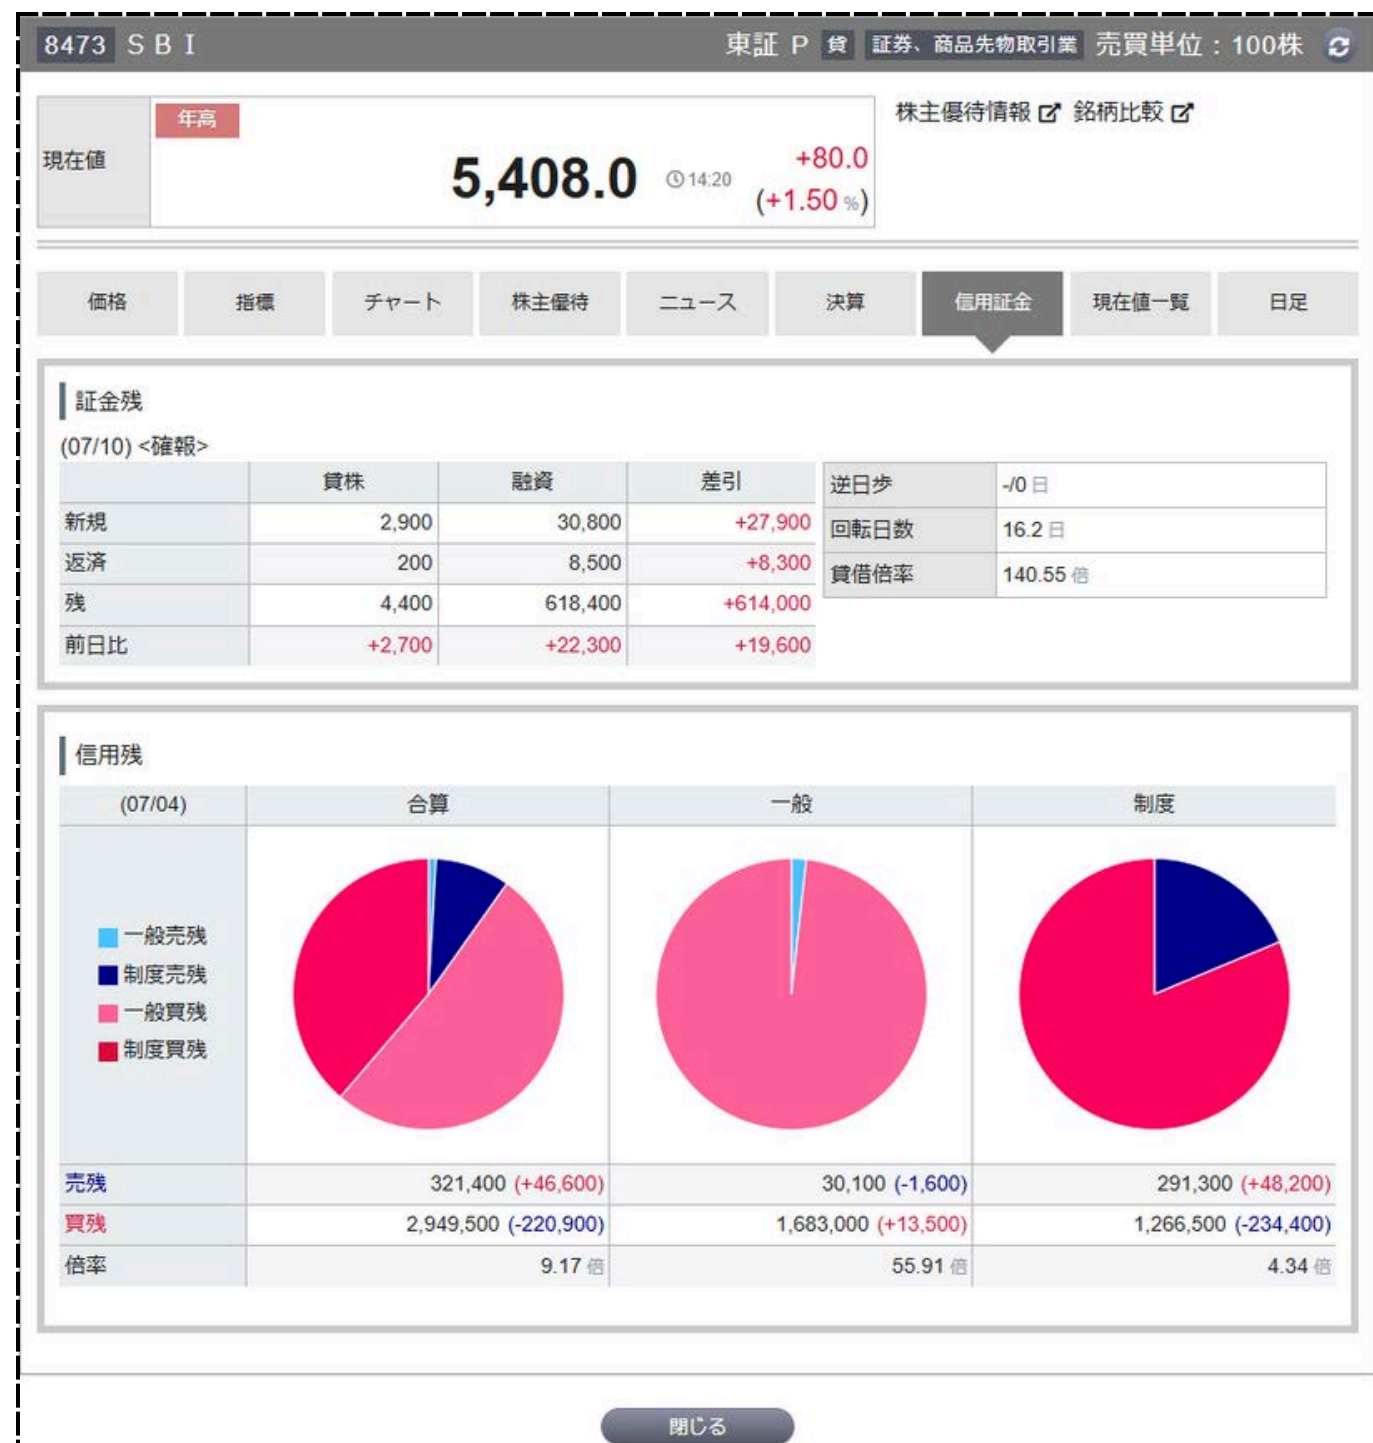 8473 ＳＢＩ 東証 Ｐ 貸 証券、商品先物取引業 売買単位：100株
株主優待情報 銘柄比較
年高
現在値 5,408.0 14:20 +80.0
(+1.50 %)
価格 指標 チャート 株主優待 ニュース 決算 信用証金 現在値一覧 日足
証金残
(07/10) <確報>
貸株 融資 差引
新規 2,900 30,800 +27,900
返済 200 8,500 +8,300
残 4,400 618,400 +614,000
前日比 +2,700 +22,300 +19,600
逆日歩 -/0 日
回転日数 16.2 日
貸借倍率 140.55 倍
信用残
(07/04) 合算 一般 制度
一般売残
制度売残
一般買残
制度買残
売残 321,400 (+46,600) 30,100 (-1,600) 291,300 (+48,200)
買残 2,949,500 (-220,900) 1,683,000 (+13,500) 1,266,500 (-234,400)
倍率 9.17 倍 55.91 倍 4.34 倍
閉じる